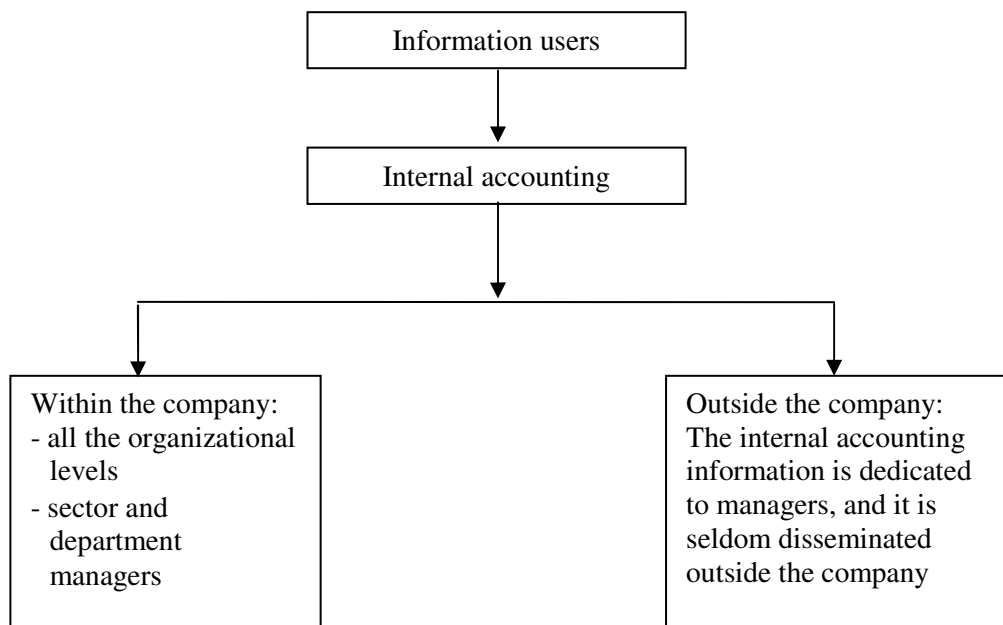 Information users
Internal accounting
Within the company:
- all the organizational
levels
- sector and
department
managers
Outside the company:
The internal accounting
information is dedicated
to managers, and it is
seldom disseminated
outside the company